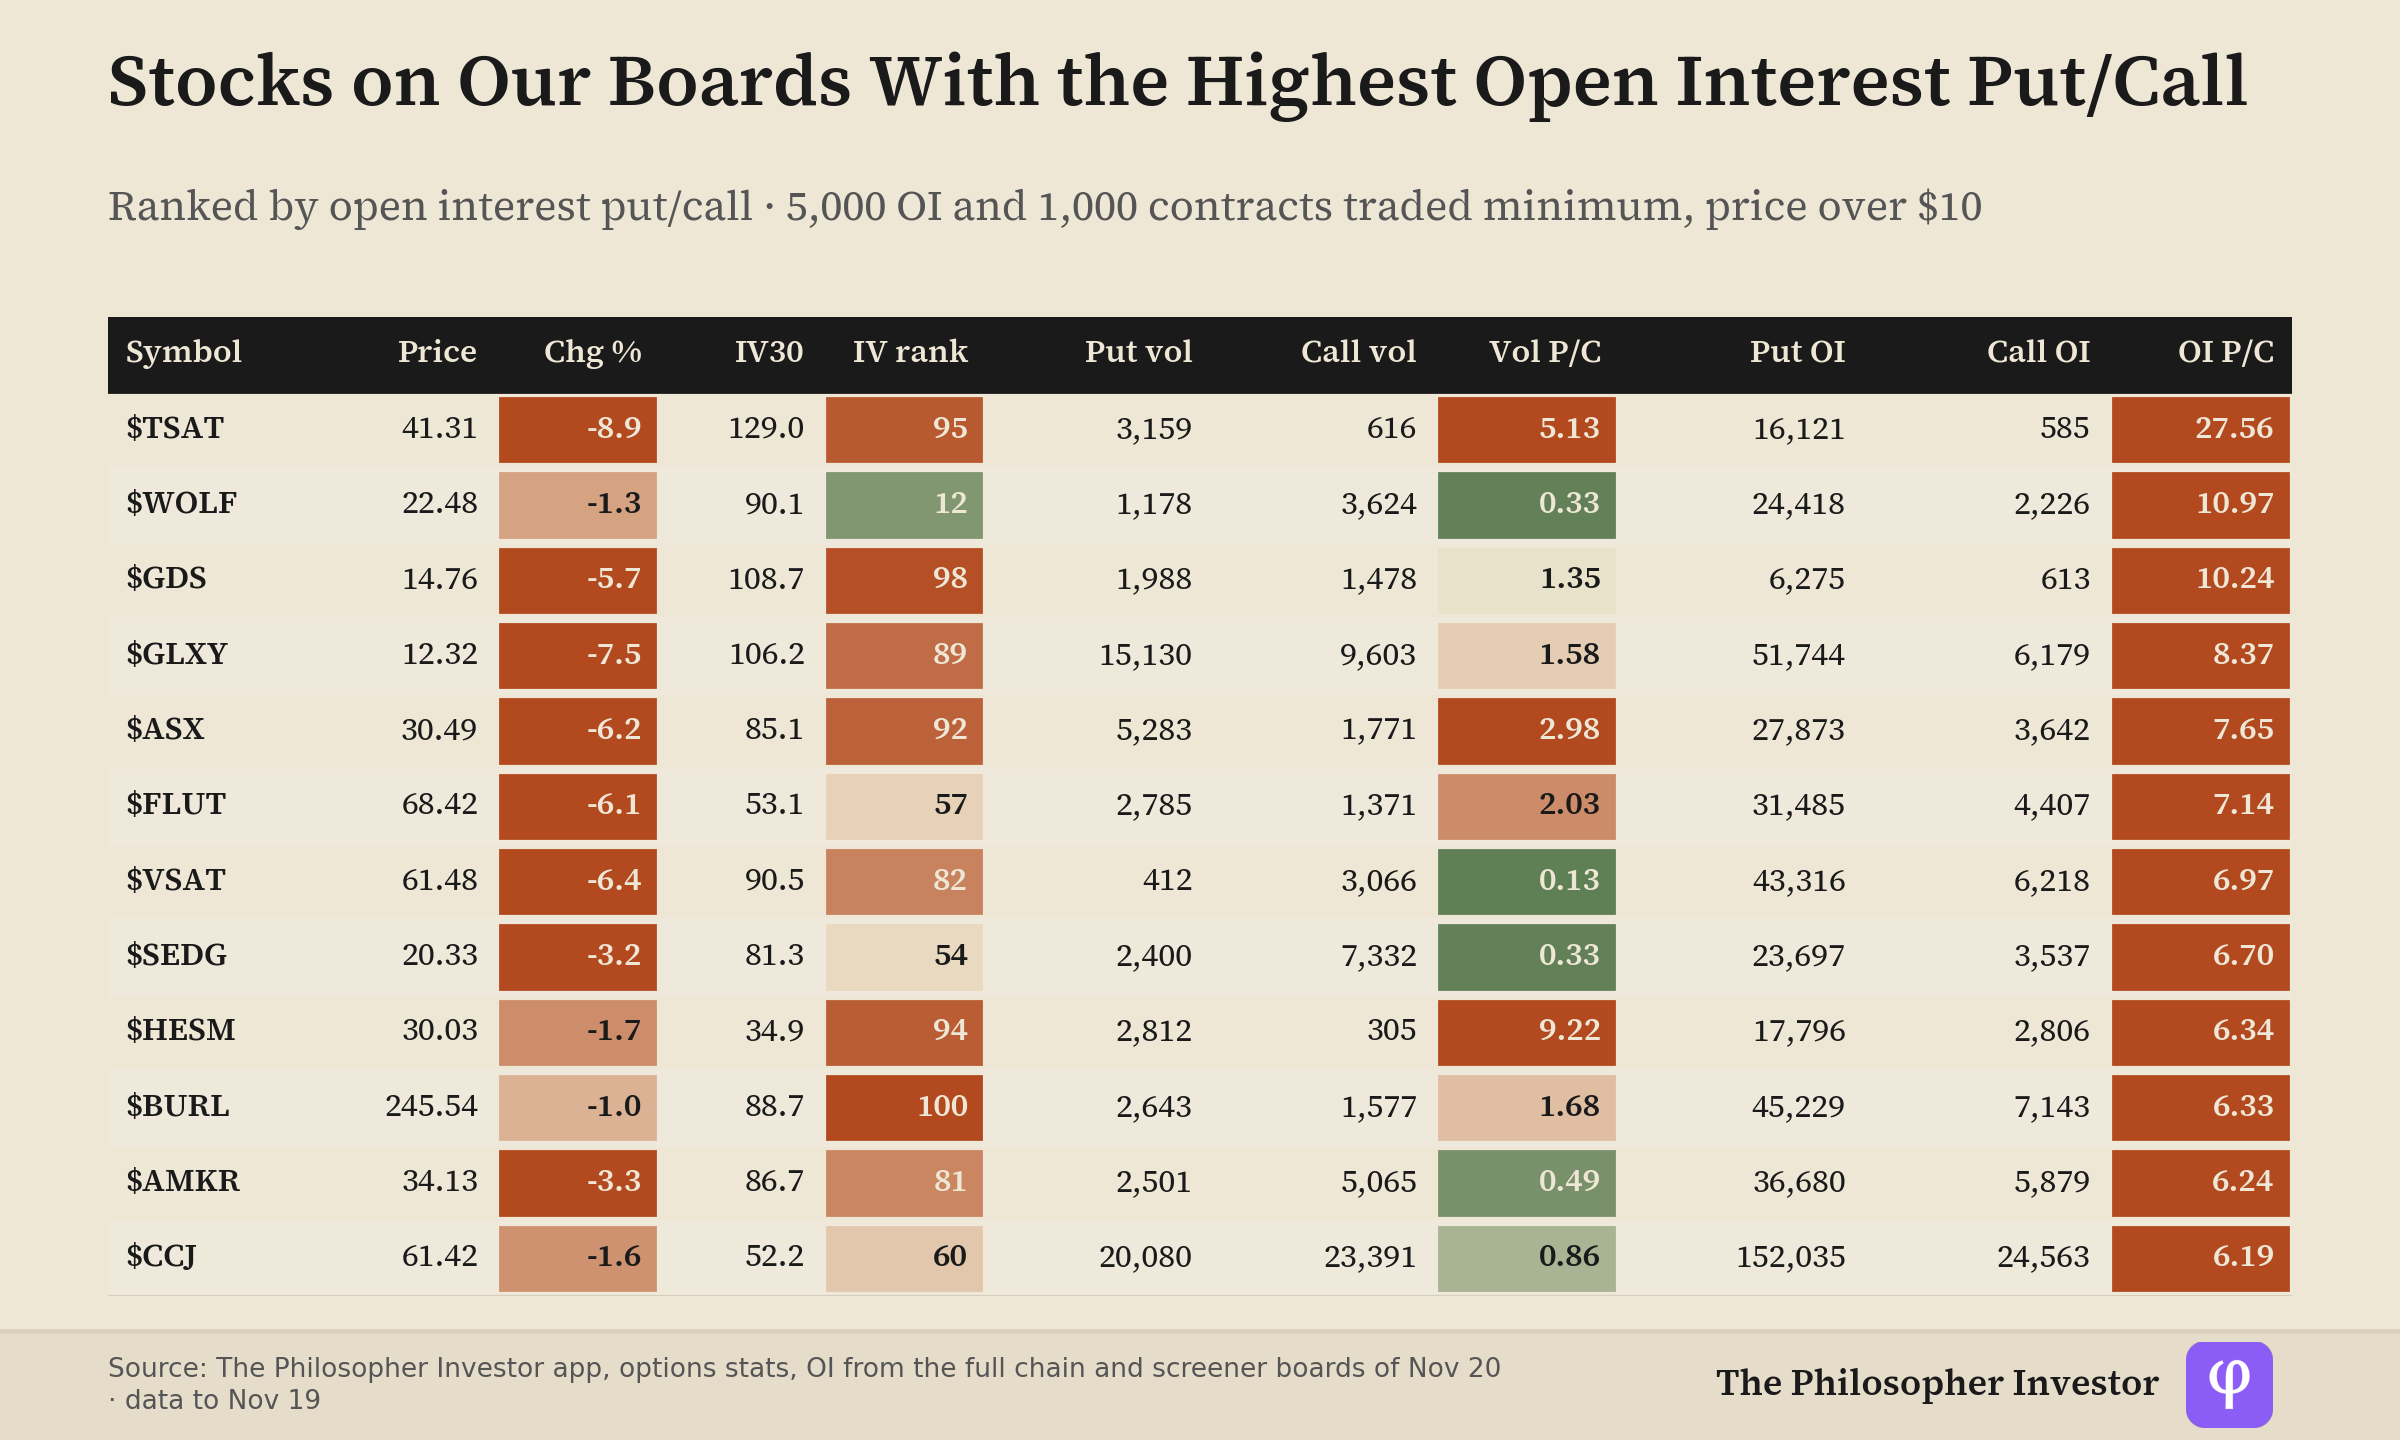 Stocks on Our Boards With the Highest Open Interest Put/Call
Ranked by open interest put/call · 5,000 OI and 1,000 contracts traded minimum, price over $10
Symbol Price Chg % IV30 IV rank Put vol Call vol Vol P/C Put OI Call OI OI P/C
$TSAT 41.31 -8.9 129.0 95 3,159 616 5.13 16,121 585 27.56
$WOLF 22.48 -1.3 90.1 12 1,178 3,624 0.33 24,418 2,226 10.97
$GDS 14.76 -5.7 108.7 98 1,988 1,478 1.35 6,275 613 10.24
$GLXY 12.32 -7.5 106.2 89 15,130 9,603 1.58 51,744 6,179 8.37
$ASX 30.49 -6.2 85.1 92 5,283 1,771 2.98 27,873 3,642 7.65
$FLUT 68.42 -6.1 53.1 57 2,785 1,371 2.03 31,485 4,407 7.14
$VSAT 61.48 -6.4 90.5 82 412 3,066 0.13 43,316 6,218 6.97
$SEDG 20.33 -3.2 81.3 54 2,400 7,332 0.33 23,697 3,537 6.70
$HESM 30.03 -1.7 34.9 94 2,812 305 9.22 17,796 2,806 6.34
$BURL 245.54 -1.0 88.7 100 2,643 1,577 1.68 45,229 7,143 6.33
$AMKR 34.13 -3.3 86.7 81 2,501 5,065 0.49 36,680 5,879 6.24
$CCJ 61.42 -1.6 52.2 60 20,080 23,391 0.86 152,035 24,563 6.19
Source: The Philosopher Investor app, options stats, OI from the full chain and screener boards of Nov 20
· data to Nov 19
The Philosopher Investor φ